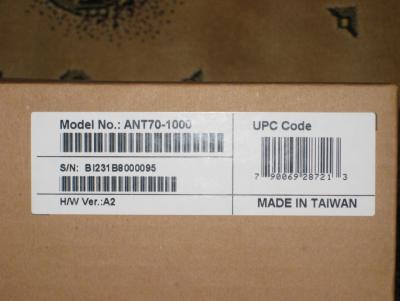 Model No.: ANT70-1000
S/N: BI231B8000095
H/W Ver.:A2
UPC Code
7 90069 28721 3
MADE IN TAIWAN